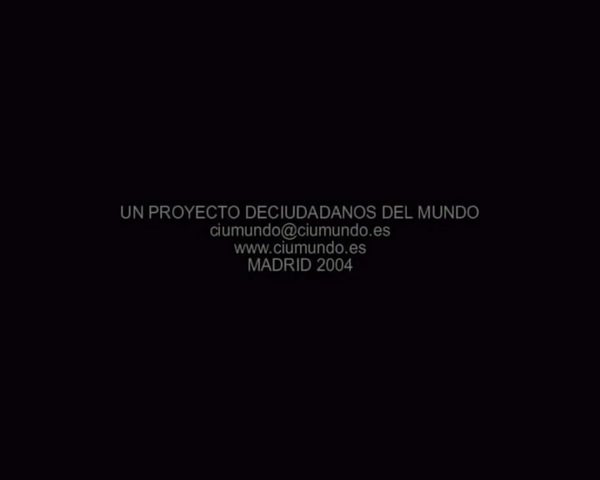 UN PROYECTO DECIUDADANOS DEL MUNDO
ciumundo@ciumundo.es
www.ciumundo.es
MADRID 2004